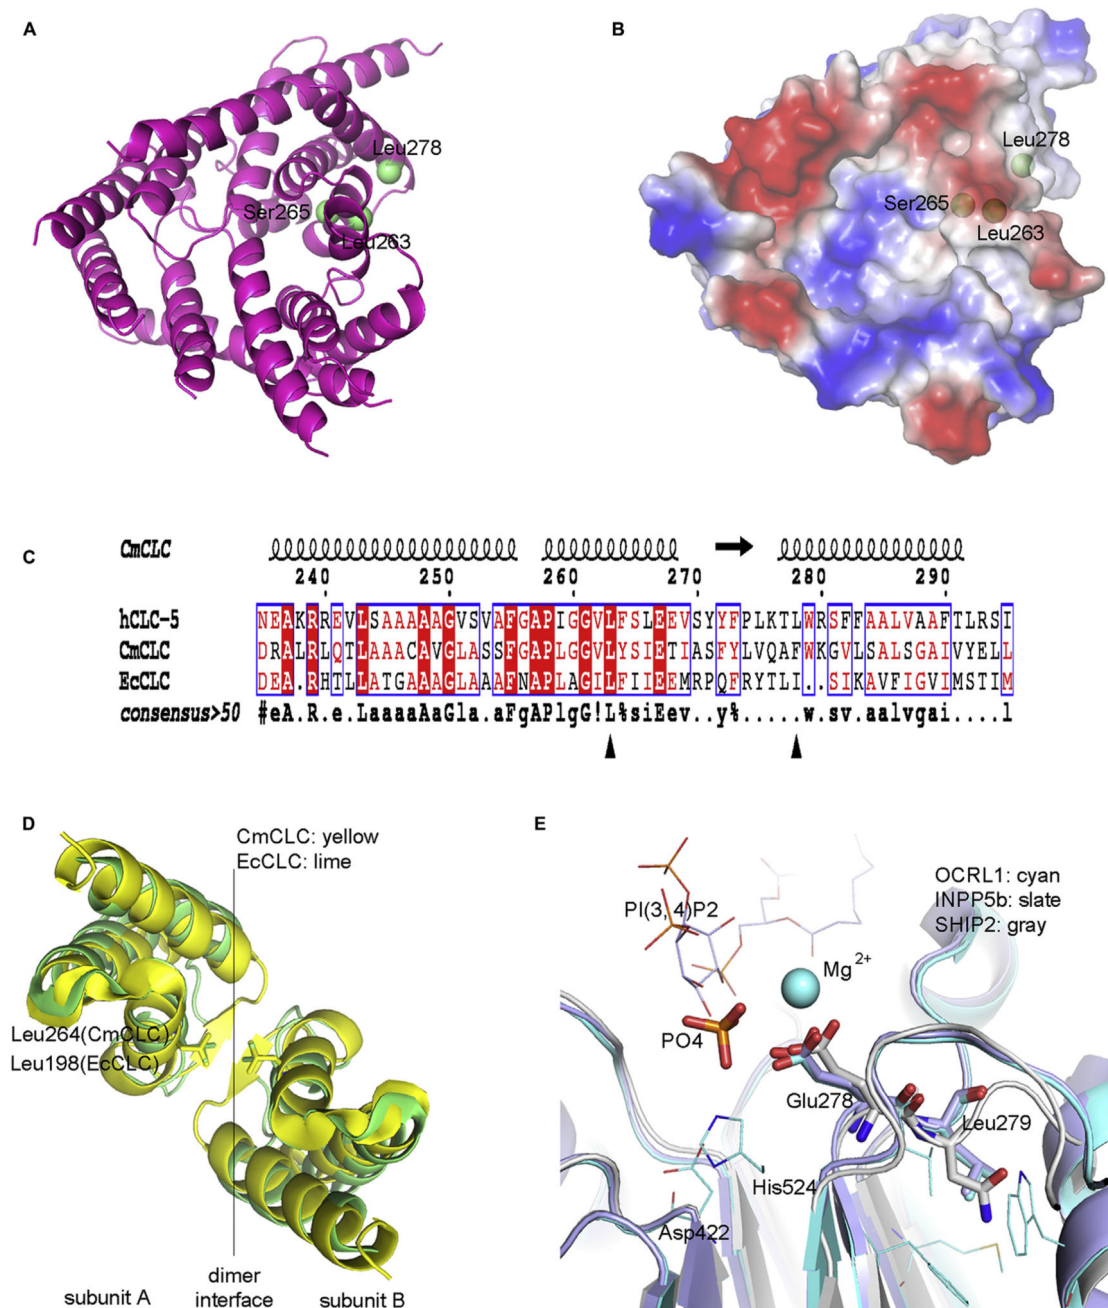 A
B
Leu278
Ser265
Leu263
Leu278
Ser265
Leu263
C
CmCLC
240 250 260 270 280 290
hCLC-5 NEAKRREVLSAAAAAGVSVAFGAPIGGVLFSLEEVSYYFPLKTLWRSFFAALVAAFTLRSI
CmCLC DRALRLQTLAAACAVGLASSFGAPLGGVLYSIETIASFYLVQAFWKGVLSALSGAIVYELL
EcCLC DEA.RHTLLATGAAAGLAAAFNAPLAGILFIIEEMRPQFRYTLI..SIKAVFIGVIMSTIM
consensus>50 #eA.R.e.LaaaaAaGla.aFgAPlgG!L%siEev..y%.....w.sv.aalvgai....l
D
CmCLC: yellow
EcCLC: lime
Leu264(CmCLC)
Leu198(EcCLC)
subunit A
dimer
interface
subunit B
E
OCRL1: cyan
INPP5b: slate
SHIP2: gray
PI(3, 4)P2
Mg2+
PO4
Glu278
Leu279
His524
Asp422